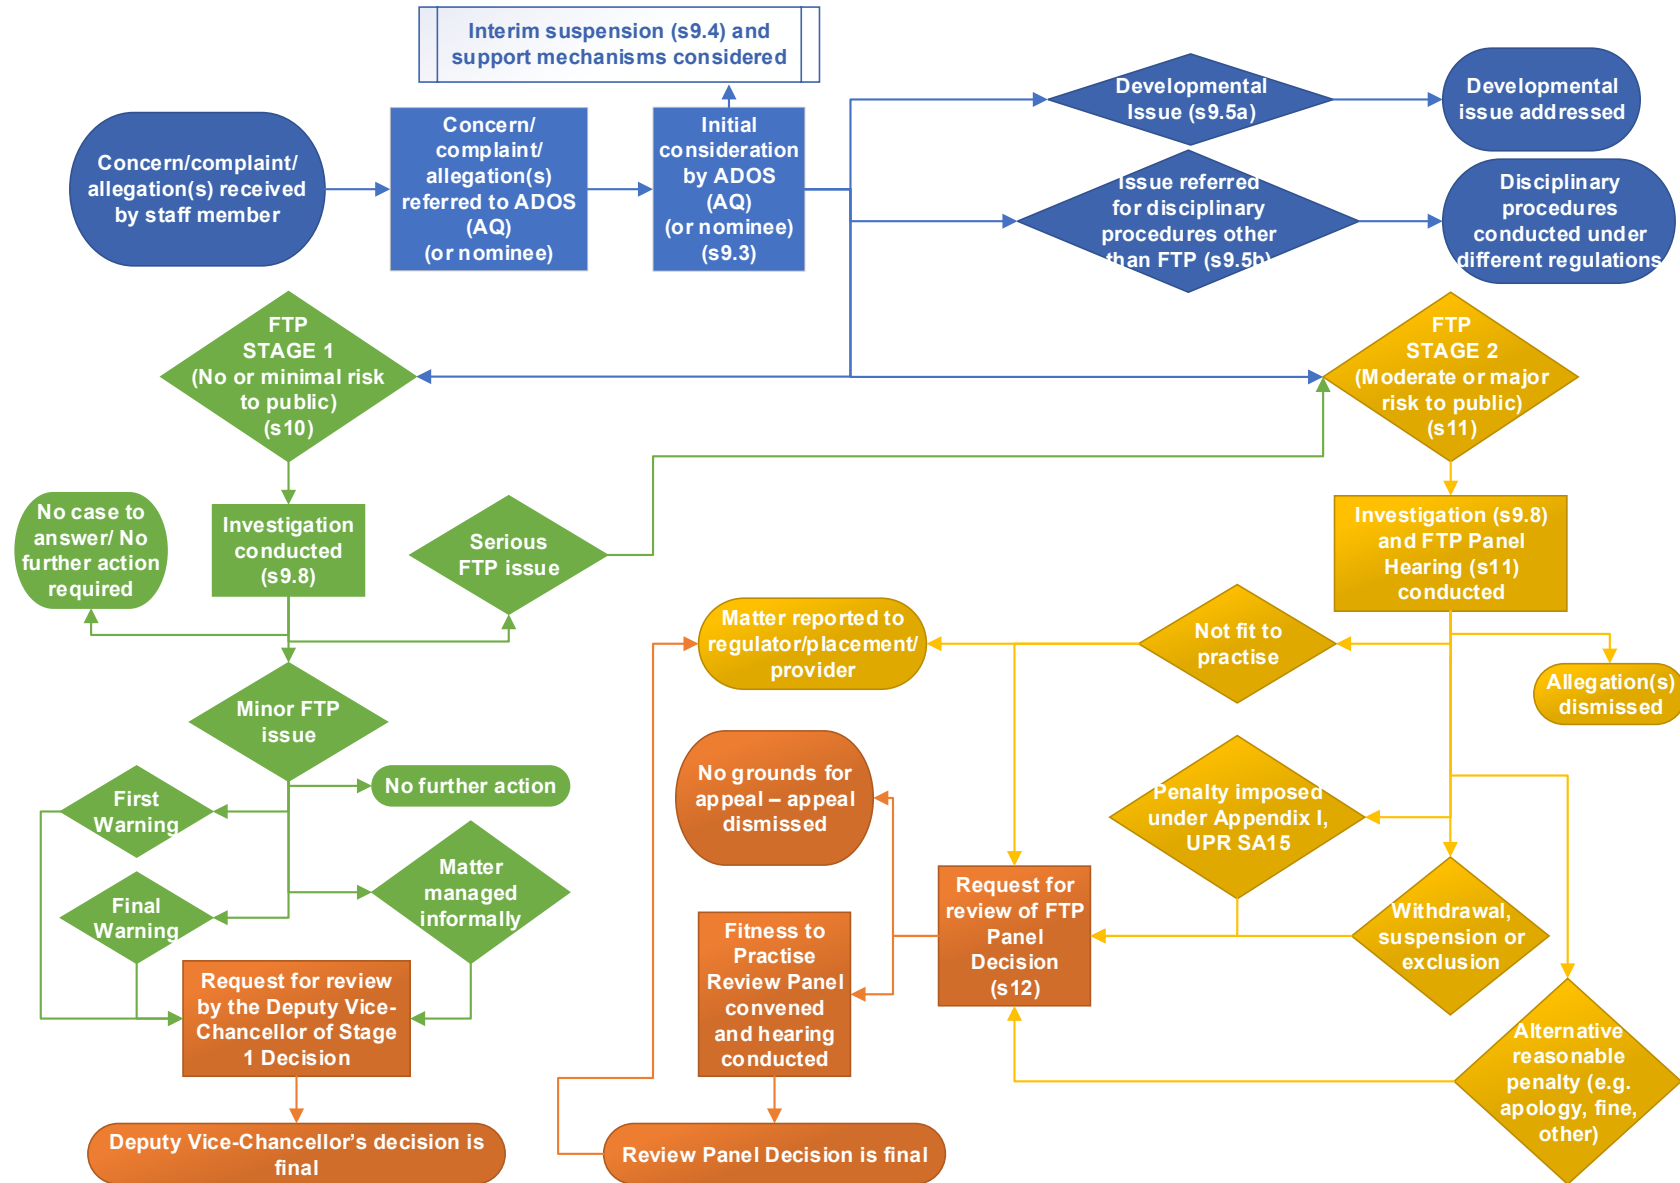 Interim suspension (s9.4) and
support mechanisms considered
Concern/complaint/
allegation(s) received
by staff member
Concern/
complaint/
allegation(s)
referred to ADOS
(AQ)
(or nominee)
Initial
consideration
by ADOS
(AQ)
(or nominee)
(s9.3)
Developmental
Issue (s9.5a)
Developmental
issue addressed
Issue referred
for disciplinary
procedures other
than FTP (s9.5b)
Disciplinary
procedures
conducted under
different regulations
FTP
STAGE 1
(No or minimal risk
to public)
(s10)
FTP
STAGE 2
(Moderate or major
risk to public)
(s11)
No case to
answer/ No
further action
required
Investigation
conducted
(s9.8)
Serious
FTP issue
Investigation (s9.8)
and FTP Panel
Hearing (s11)
conducted
Matter reported to
regulator/placement/
provider
Not fit to
practise
Allegation(s)
dismissed
Minor FTP
issue
No further action
First
Warning
Final
Warning
Matter
managed
informally
No grounds for
appeal – appeal
dismissed
Penalty imposed
under Appendix I,
UPR SA15
Request for
review of FTP
Panel
Decision
(s12)
Withdrawal,
suspension or
exclusion
Fitness to
Practise
Review Panel
convened
and hearing
conducted
Request for review
by the Deputy Vice-
Chancellor of Stage
1 Decision
Alternative
reasonable
penalty (e.g.
apology, fine,
other)
Deputy Vice-Chancellor's decision is
final
Review Panel Decision is final